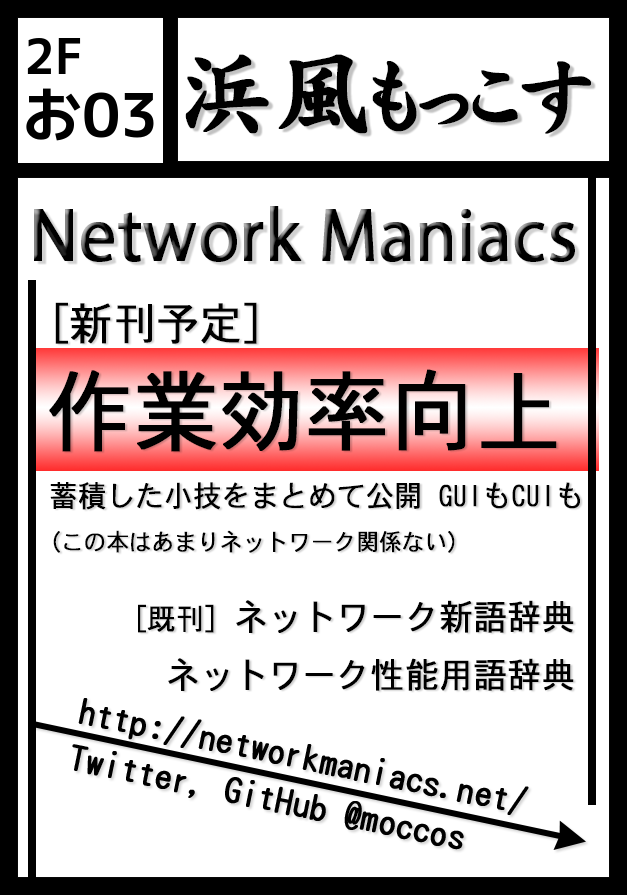 2F
お03
浜風もっこす
Network Maniacs
[新刊予定]
作業効率向上
蓄積した小技をまとめて公開 GUIもCUIも
(この本はあまりネットワーク関係ない)
[既刊] ネットワーク新語辞典
ネットワーク性能用語辞典
http://networkmaniacs.net/
Twitter, GitHub @moccos